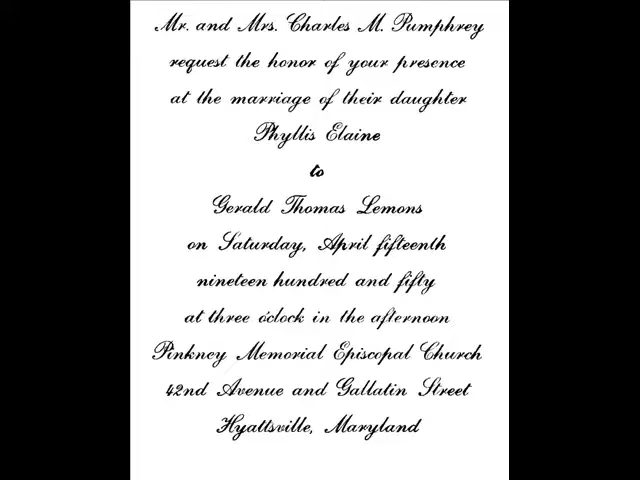 Mr. and Mrs. Charles M. Pumphrey
request the honor of your presence
at the marriage of their daughter
Phyllis Elaine
to
Gerald Thomas Lemons
on Saturday, April fifteenth
nineteen hundred and fifty
at three o'clock in the afternoon
Pinkney Memorial Episcopal Church
42nd Avenue and Gallatin Street
Hyattsville, Maryland